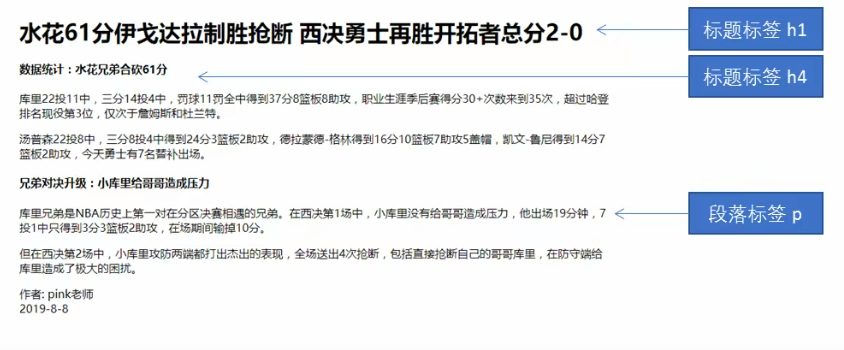 水花61分伊戈达拉制胜抢断 西决勇士再胜开拓者总分2-0
标题标签 h1
数据统计：水花兄弟合砍61分
标题标签 h4
库里22投11中，三分14投4中，罚球11罚全中得到37分8篮板8助攻，职业生涯季后赛得分30+次数来到35次，超过哈登
排名现役第3位，仅次于詹姆斯和杜兰特。
汤普森22投8中，三分8投4中得到24分3篮板2助攻，德拉蒙德-格林得到16分10篮板7助攻5盖帽，凯文-鲁尼得到14分7
篮板2助攻，今天勇士有7名替补出场。
兄弟对决升级：小库里给哥哥造成压力
库里兄弟是NBA历史上第一对在分区决赛相遇的兄弟。在西决第1场中，小库里没有给哥哥造成压力，他出场19分钟，7
投1中只得到3分3篮板2助攻，在场期间输掉10分。
段落标签 p
但在西决第2场中，小库里攻防两端都打出杰出的表现，全场送出4次抢断，包括直接抢断自己的哥哥库里，在防守端给
库里造成了极大的困扰。
作者: pink老师
2019-8-8